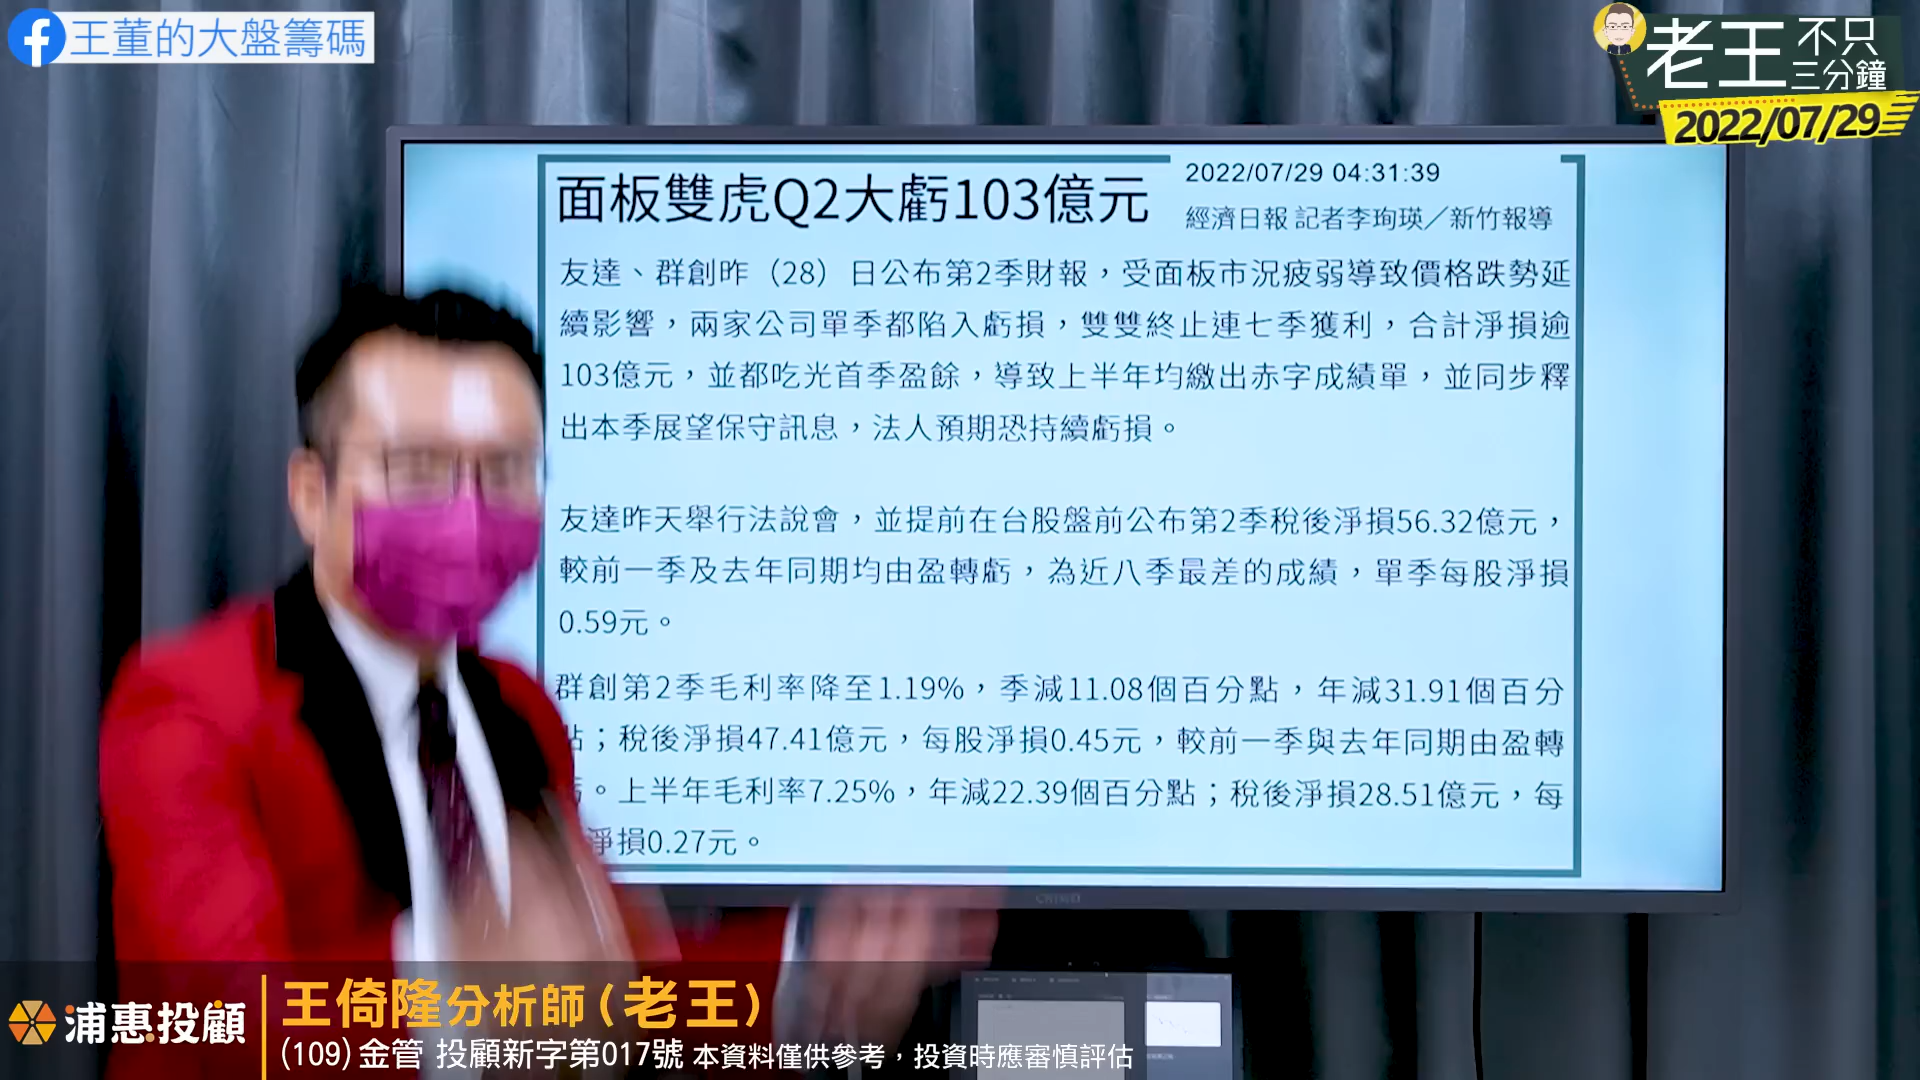 王董的大盤籌碼
老王 不只三分鐘
2022/07/29
面板雙虎Q2大虧103億元
2022/07/29 04:31:39
經濟日報 記者李珣瑛／新竹報導
友達、群創昨（28）日公布第2季財報，受面板市況疲弱導致價格跌勢延
續影響，兩家公司單季都陷入虧損，雙雙終止連七季獲利，合計淨損逾
103億元，並都吃光首季盈餘，導致上半年均繳出赤字成績單，並同步釋
出本季展望保守訊息，法人預期恐持續虧損。
友達昨天舉行法說會，並提前在台股盤前公布第2季稅後淨損56.32億元，
較前一季及去年同期均由盈轉虧，為近八季最差的成績，單季每股淨損
0.59元。
群創第2季毛利率降至1.19%，季減11.08個百分點，年減31.91個百分
點；稅後淨損47.41億元，每股淨損0.45元，較前一季與去年同期由盈轉
。上半年毛利率7.25%，年減22.39個百分點；稅後淨損28.51億元，每
淨損0.27元。
CHIMEI
浦惠投顧
王倚隆分析師(老王)
(109)金管 投顧新字第017號 本資料僅供參考，投資時應審慎評估